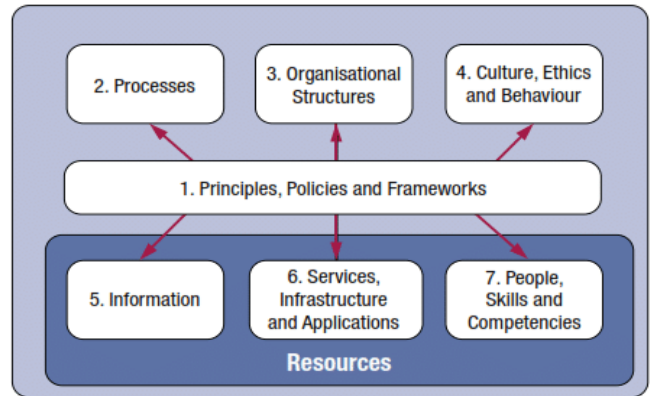 2. Processes
3. Organisational
Structures
4. Culture, Ethics
and Behaviour
1. Principles, Policies and Frameworks
5. Information
6. Services,
Infrastructure
and Applications
7. People,
Skills and
Competencies
Resources